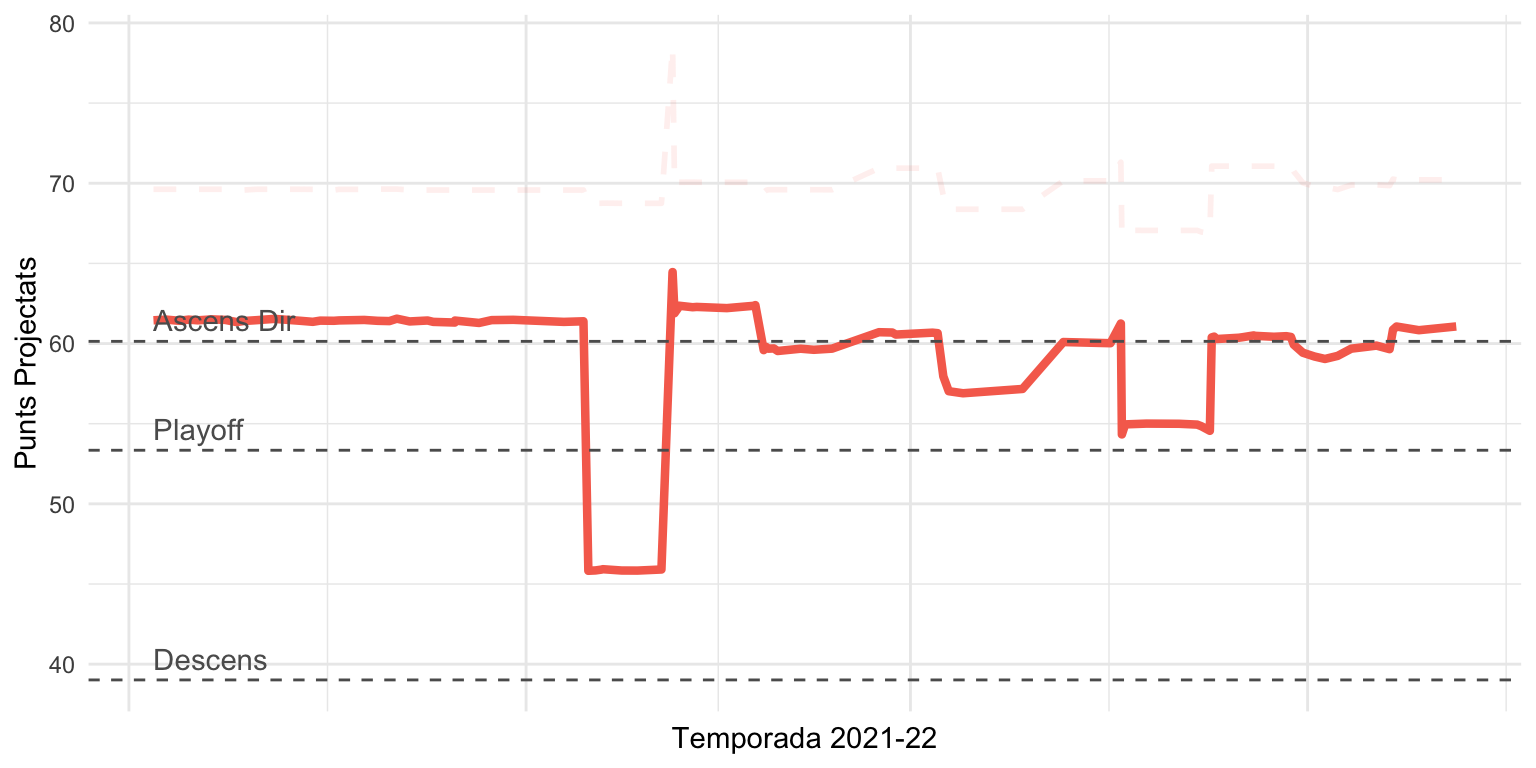 80
70
60
50
40
Punts Projectats
Ascens Dir
Playoff
Descens
Temporada 2021-22